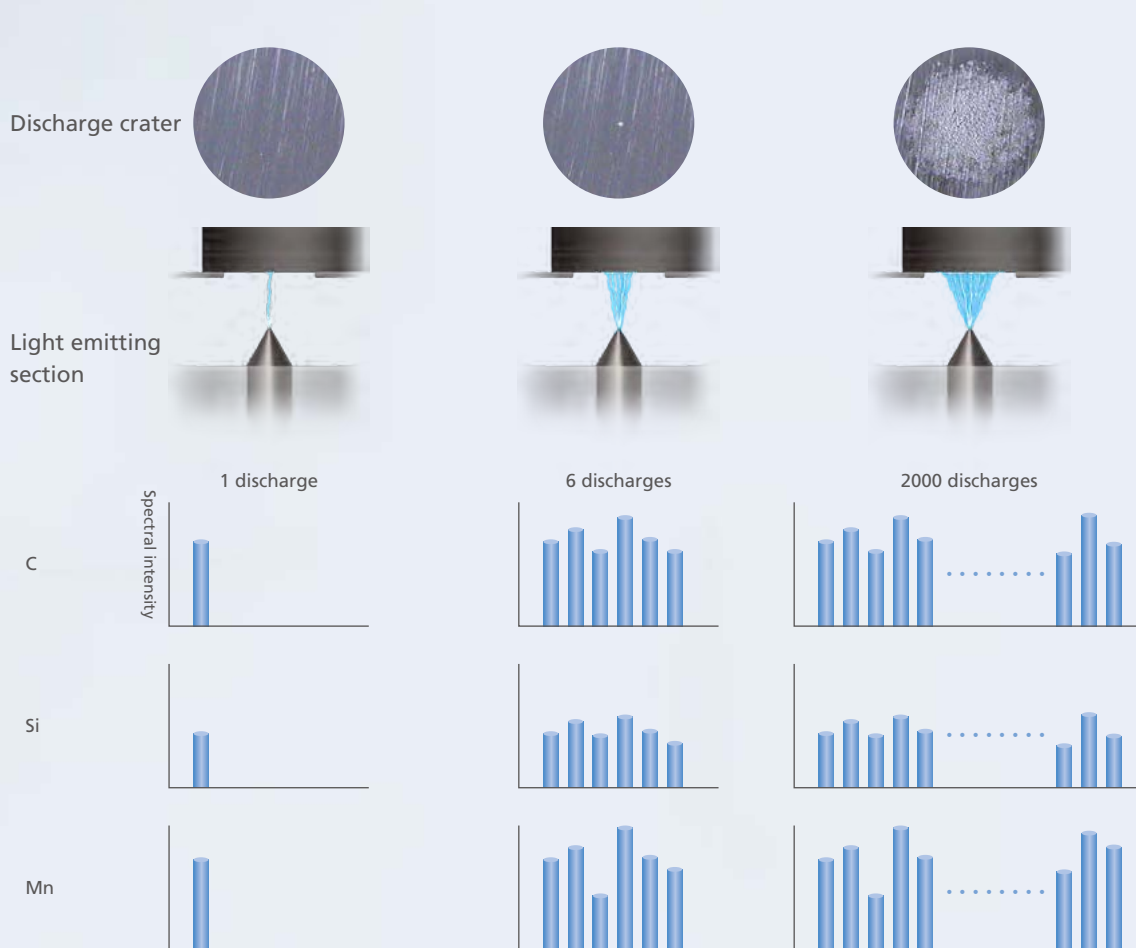 Discharge crater
Light emitting
section
1 discharge
6 discharges
2000 discharges
Spectral intensity
C
Si
Mn